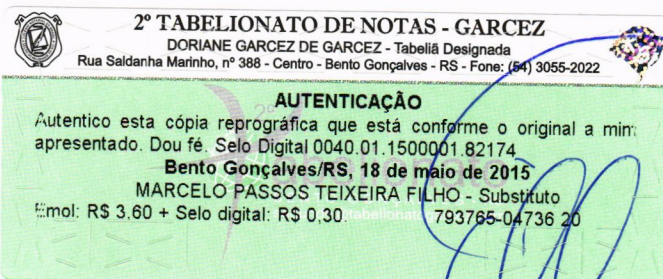 2º TABELIONATO DE NOTAS - GARCEZ
DORIANE GARCEZ DE GARCEZ - Tabeliã Designada
Rua Saldanha Marinho, nº 388 - Centro - Bento Gonçalves - RS - Fone: (54) 3055-2022
AUTENTICAÇÃO
Autentico esta cópia reprográfica que está conforme o original a mim
apresentado. Dou fé. Selo Digital 0040.01.1500001.82174
Bento Gonçalves/RS, 18 de maio de 2015
MARCELO PASSOS TEIXEIRA FILHO - Substituto
Emol: R$ 3,60 + Selo digital: R$ 0,30. 793765-04736 20